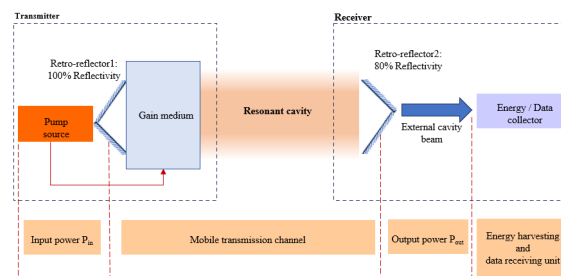 Transmitter
Receiver
Retro-reflector1:
100% Reflectivity
Retro-reflector2:
80% Reflectivity
Pump
source
Gain medium
Resonant cavity
External cavity
beam
Energy / Data
collector
Input power Pin
Mobile transmission channel
Output power Pout
Energy harvesting
and
data receiving unit